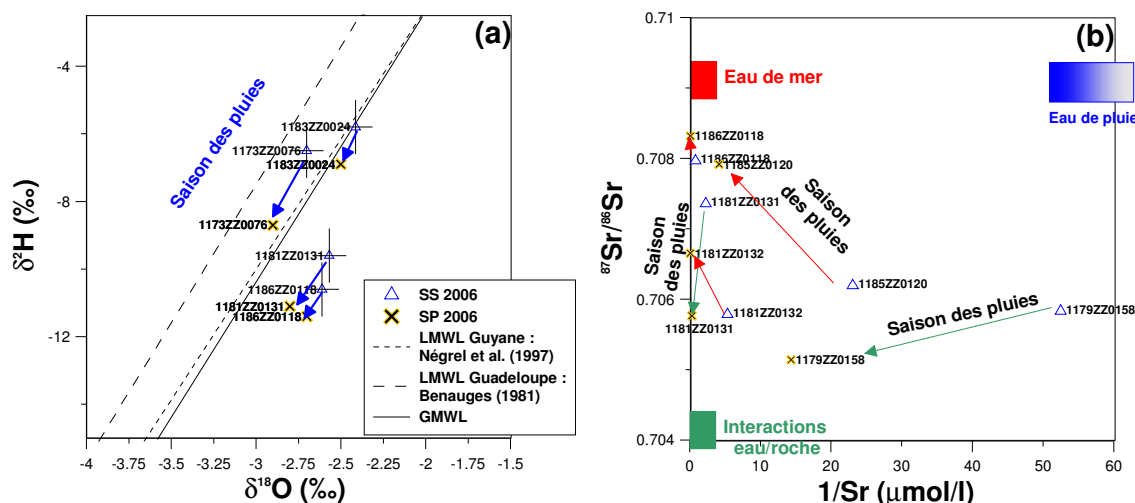 (a)
-4
-8
-12
δ²H (‰)
Saison des pluies
1183ZZ0024
1173ZZ0076
1183ZZ0024
1173ZZ0076
1181ZZ0131
1186ZZ0118
1181ZZ0131
1186ZZ0118
SS 2006
SP 2006
LMWL Guyane :
Négrel et al. (1997)
LMWL Guadeloupe :
Benauges (1981)
GMWL
-4 -3.75 -3.5 -3.25 -3 -2.75 -2.5 -2.25 -2 -1.75 -1.5
δ¹⁸O (‰)
(b)
0.71
0.708
0.706
0.704
⁸⁷Sr/⁸⁶Sr
Eau de mer
Eau de pluie
1186ZZ0118
1186ZZ0118
1185ZZ0120
1181ZZ0131
Saison
des pluies
Saison
des pluies
1181ZZ0132
1185ZZ0120
1181ZZ0132
1181ZZ0131
1179ZZ0158
Saison des pluies
1179ZZ0158
Interactions
eau/roche
0 10 20 30 40 50 60
1/Sr (µmol/l)